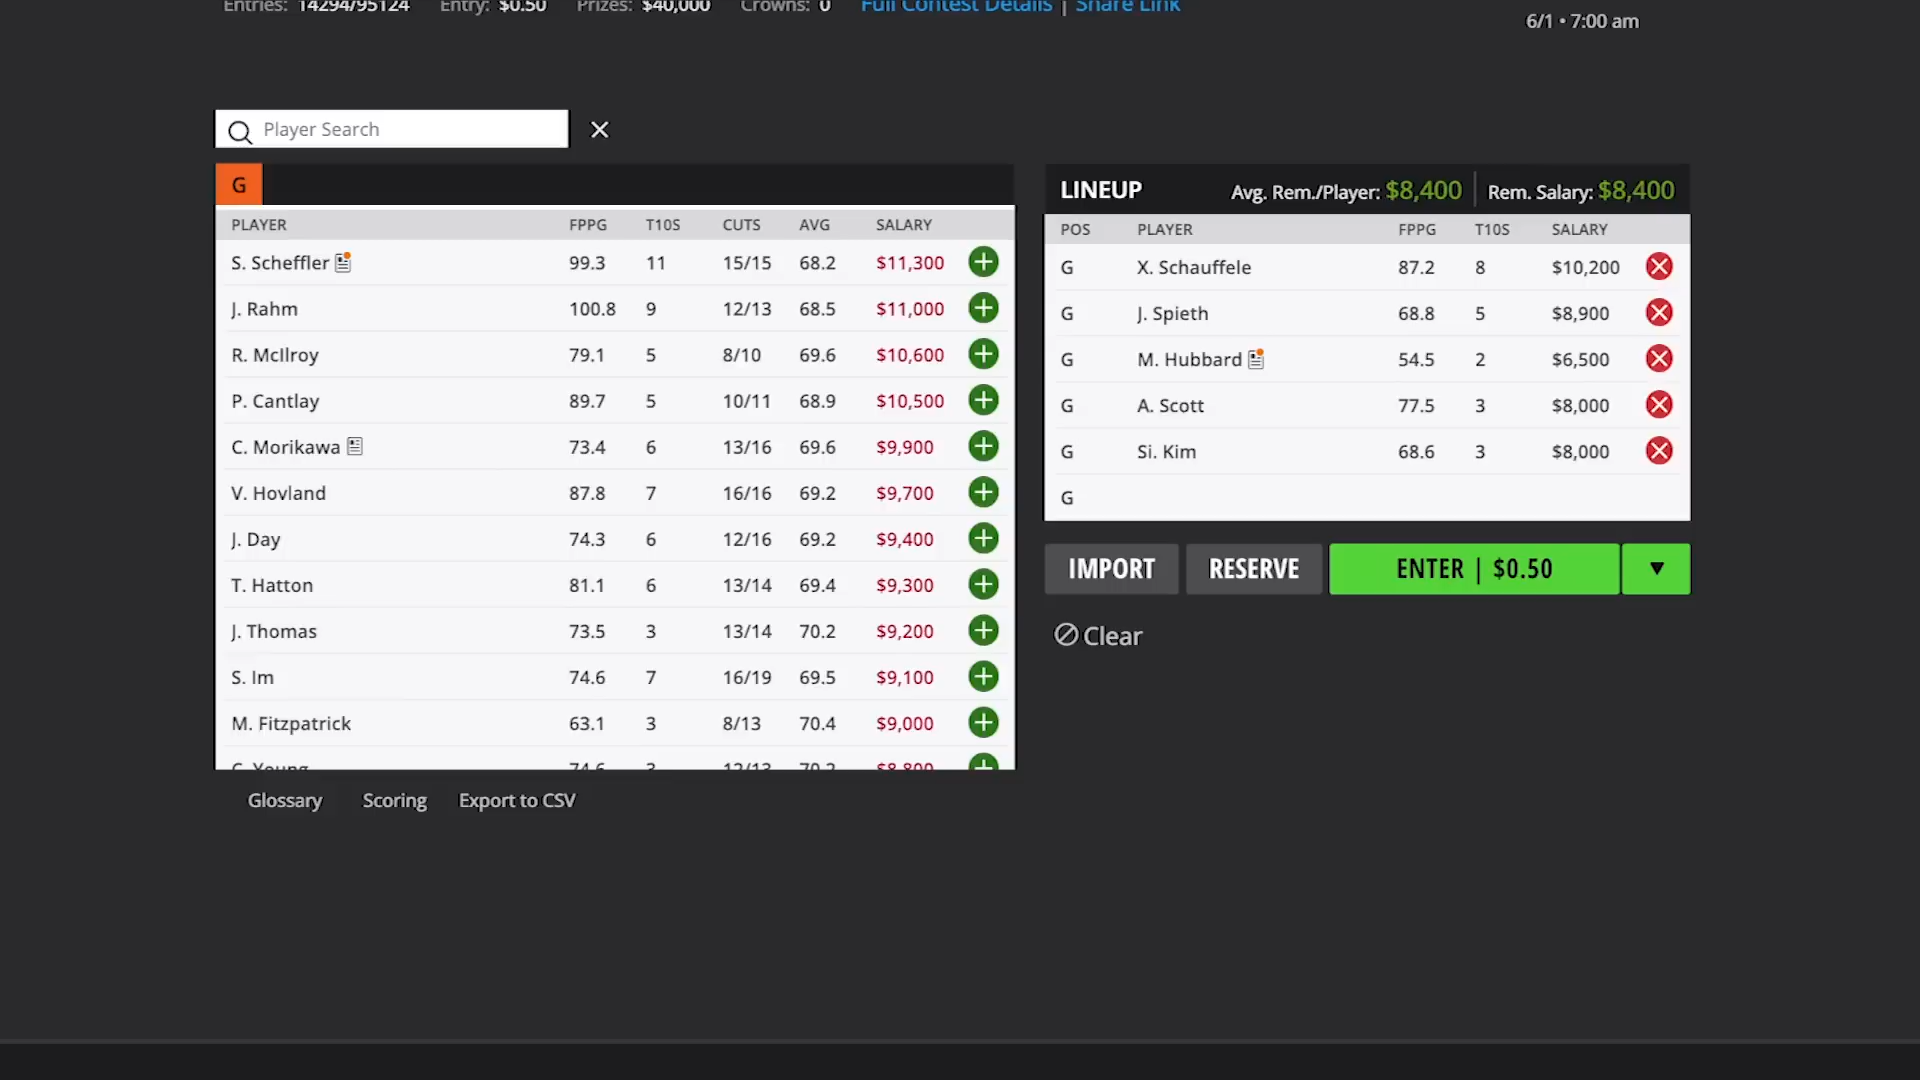 Entries: 14294/95124 Entry: $0.50 Prizes: $40,000 Crowns: 0 Full Contest Details | Share Link
6/1 • 7:00 am
Player Search
G
PLAYER FPPG T10S CUTS AVG SALARY
S. Scheffler 99.3 11 15/15 68.2 $11,300
J. Rahm 100.8 9 12/13 68.5 $11,000
R. McIlroy 79.1 5 8/10 69.6 $10,600
P. Cantlay 89.7 5 10/11 68.9 $10,500
C. Morikawa 73.4 6 13/16 69.6 $9,900
V. Hovland 87.8 7 16/16 69.2 $9,700
J. Day 74.3 6 12/16 69.2 $9,400
T. Hatton 81.1 6 13/14 69.4 $9,300
J. Thomas 73.5 3 13/14 70.2 $9,200
S. Im 74.6 7 16/19 69.5 $9,100
M. Fitzpatrick 63.1 3 8/13 70.4 $9,000
C. Young 74.6 3 12/13 70.2 $8,800
Glossary Scoring Export to CSV
LINEUP Avg. Rem./Player: $8,400 Rem. Salary: $8,400
POS PLAYER FPPG T10S SALARY
G X. Schauffele 87.2 8 $10,200
G J. Spieth 68.8 5 $8,900
G M. Hubbard 54.5 2 $6,500
G A. Scott 77.5 3 $8,000
G Si. Kim 68.6 3 $8,000
G
IMPORT RESERVE ENTER | $0.50
Clear